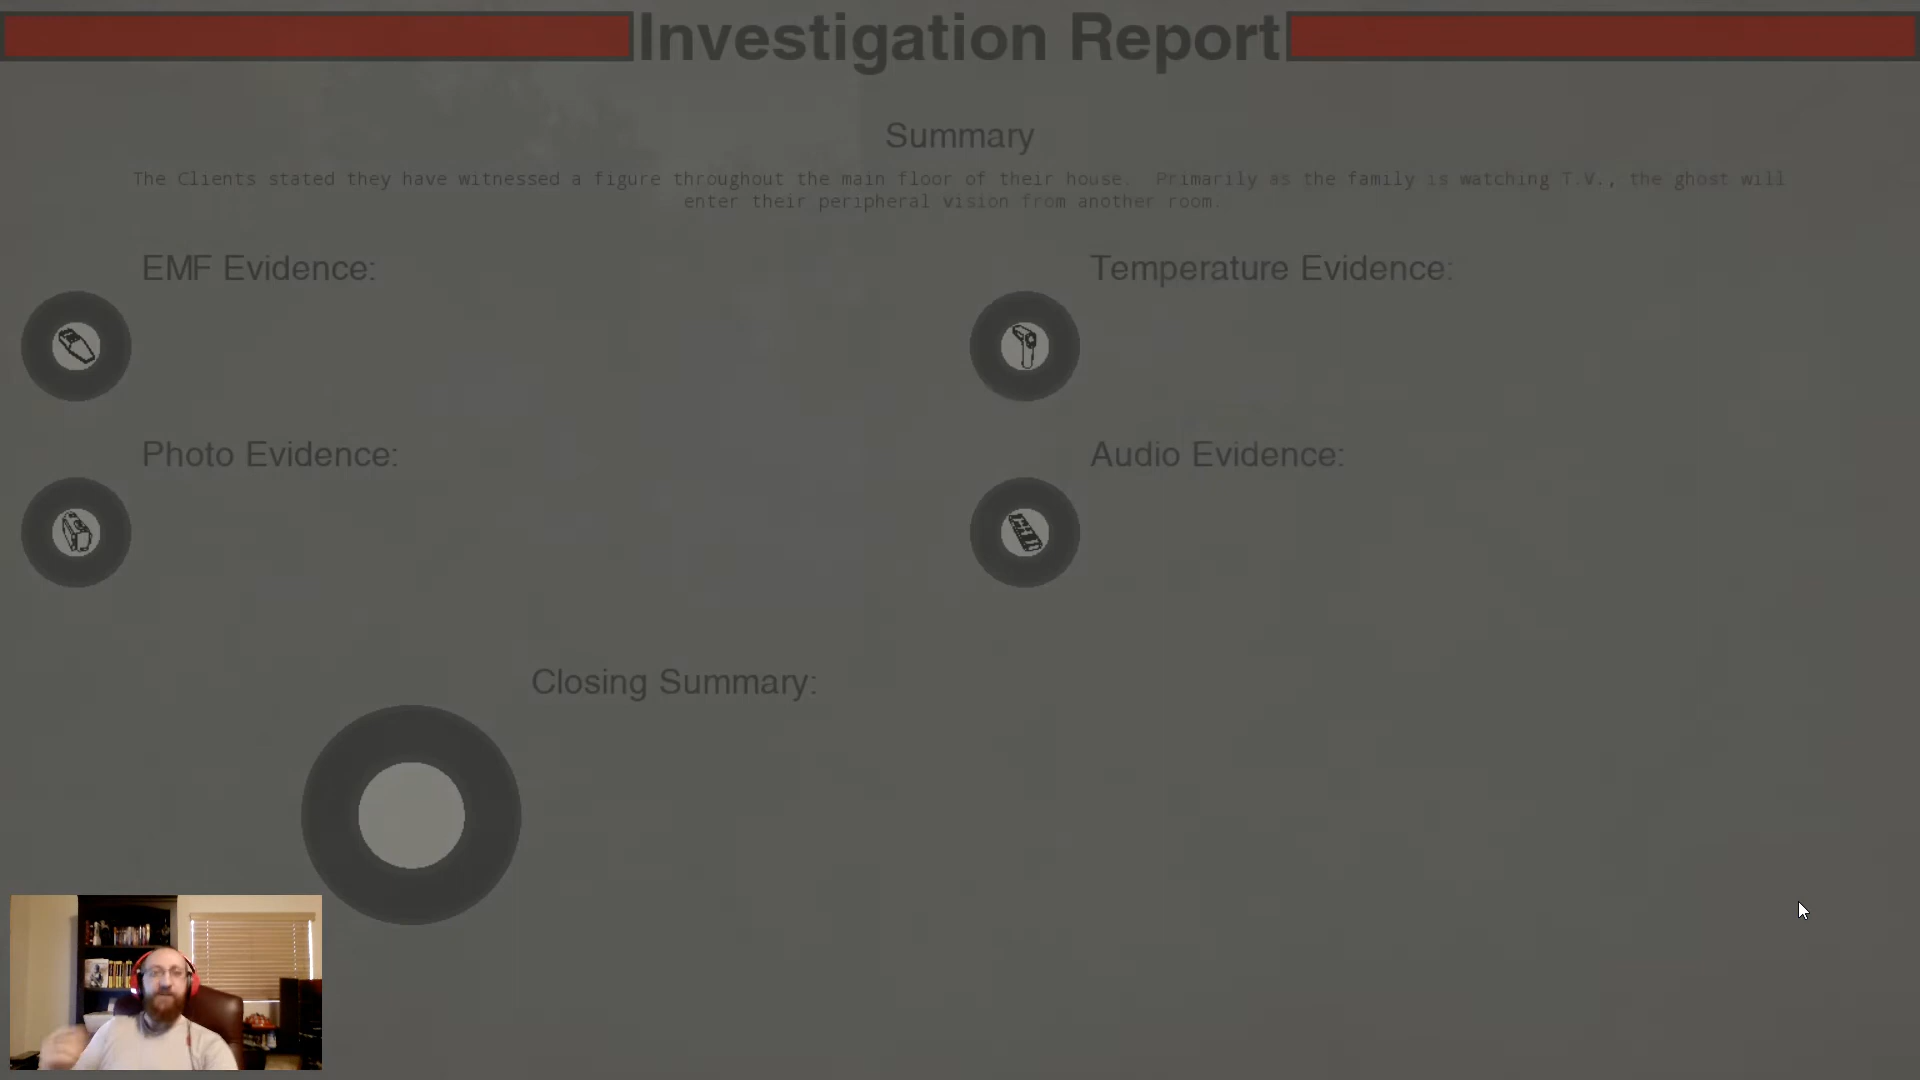 Investigation Report
Summary
The Clients stated they have witnessed a figure throughout the main floor of their house.  Primarily as the family is watching T.V., the ghost will
enter their peripheral vision from another room.
EMF Evidence:
Temperature Evidence:
Photo Evidence:
Audio Evidence:
Closing Summary: